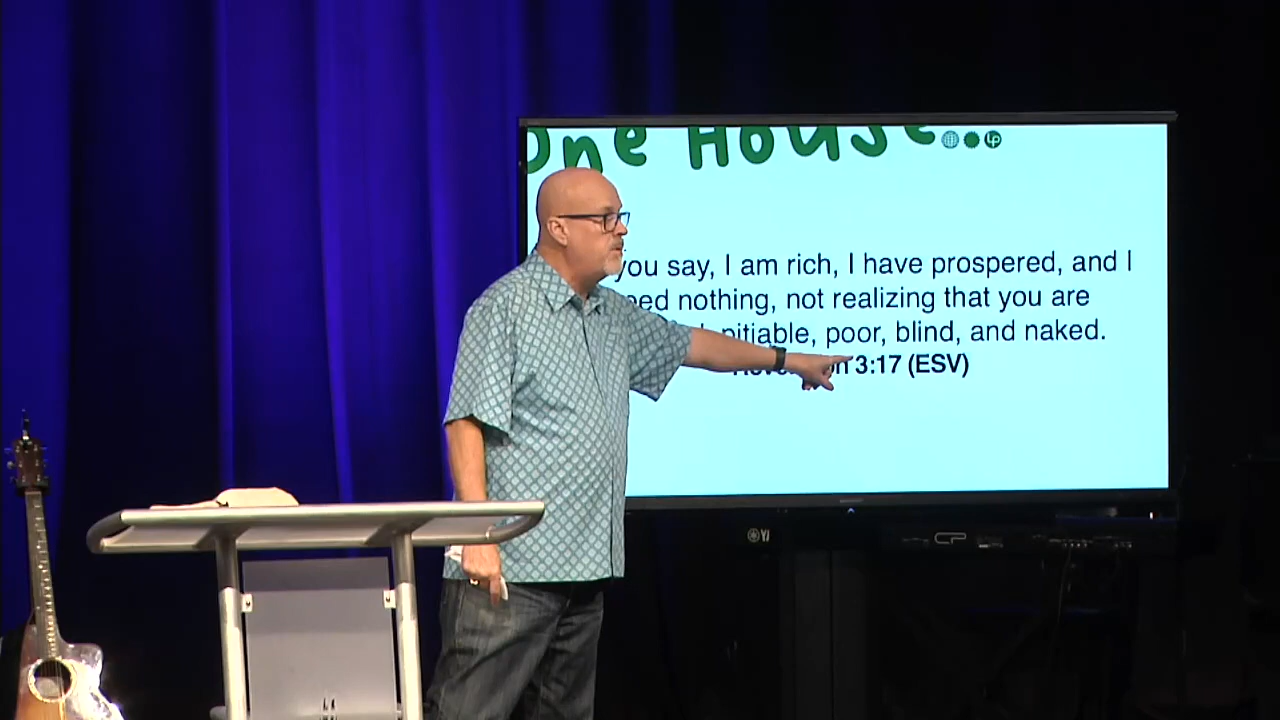 One House...
LP
you say, I am rich, I have prospered, and I
nothing, not realizing that you are
pitiable, poor, blind, and naked.
3:17 (ESV)